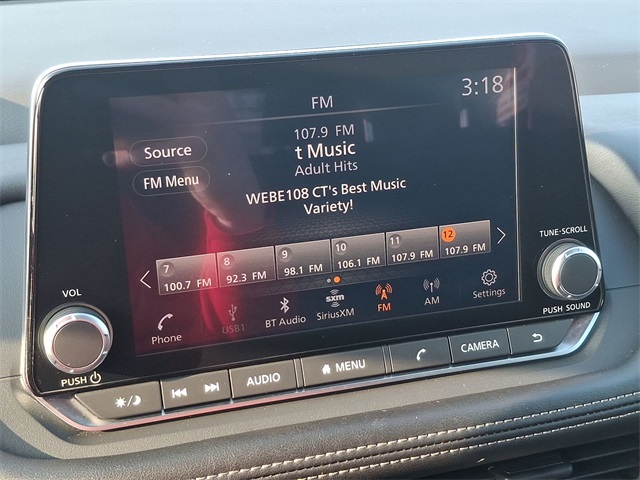 3:18
FM
107.9 FM
Source
t Music
Adult Hits
FM Menu
WEBE108 CT's Best Music
Variety!
7 8 9 10 11 12
100.7 FM 92.3 FM 98.1 FM 106.1 FM 107.9 FM 107.9 FM
Phone USB1 BT Audio sxm SiriusXM FM AM Settings
VOL
PUSH
TUNE·SCROLL
PUSH SOUND
AUDIO MENU CAMERA